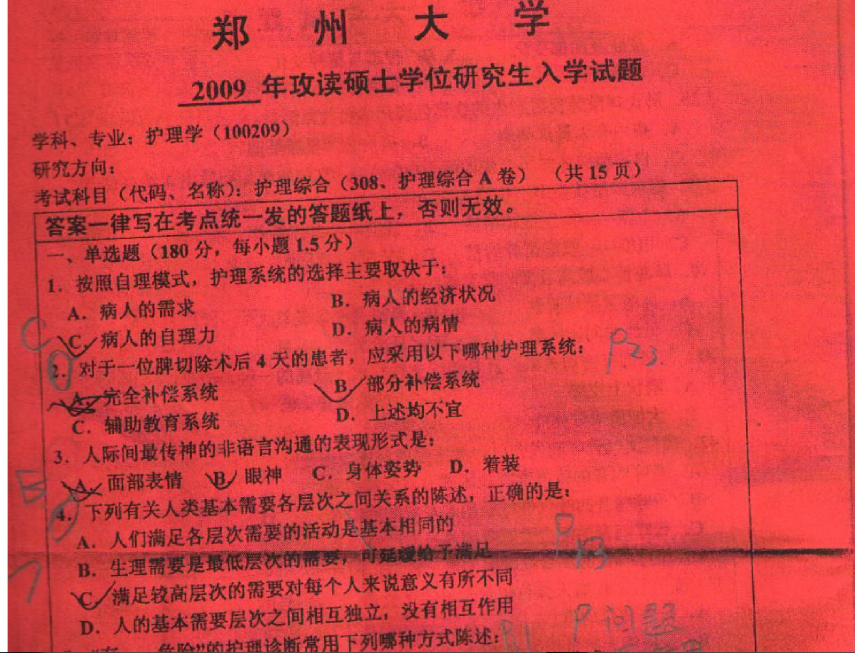 郑 州 大 学
2009 年攻读硕士学位研究生入学试题
学科、专业：护理学（100209）
研究方向：
考试科目（代码、名称）：护理综合（308、护理综合 A 卷） （共 15 页）
答案一律写在考点统一发的答题纸上，否则无效。
一、单选题（180 分，每小题 1.5 分）
1．按照自理模式，护理系统的选择主要取决于：
A．病人的需求 B．病人的经济状况
C C．病人的自理力 D．病人的病情
2．对于一位脾切除术后 4 天的患者，应采用以下哪种护理系统： P23
A．完全补偿系统 B．部分补偿系统
C．辅助教育系统 D．上述均不宜
3．人际间最传神的非语言沟通的表现形式是：
A．面部表情 B．眼神 C．身体姿势 D．着装
B 4．下列有关人类基本需要各层次之间关系的陈述，正确的是：
A．人们满足各层次需要的活动是基本相同的
B．生理需要是最低层次的需要，可延缓给予满足 P13
C．满足较高层次的需要对每个人来说意义有所不同
D．人的基本需要层次之间相互独立，没有相互作用
P 问题
危险”的护理诊断常用下列哪种方式陈述：